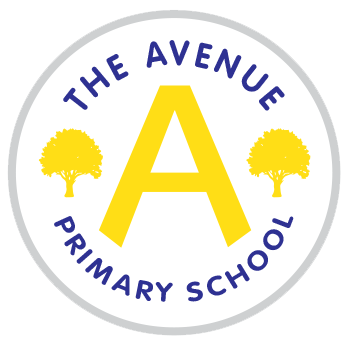 THE AVENUE
A
PRIMARY SCHOOL